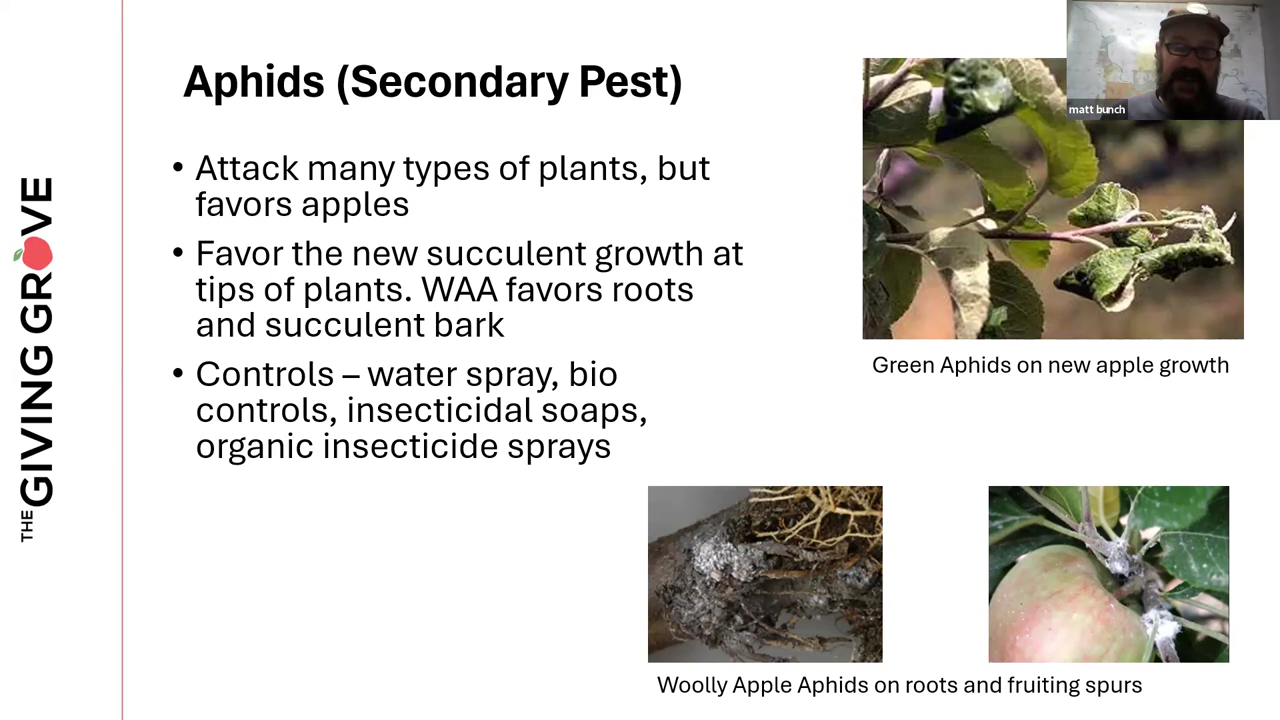 Aphids (Secondary Pest)
• Attack many types of plants, but
favors apples
• Favor the new succulent growth at
tips of plants. WAA favors roots
and succulent bark
• Controls – water spray, bio
controls, insecticidal soaps,
organic insecticide sprays
matt bunch
Green Aphids on new apple growth
Woolly Apple Aphids on roots and fruiting spurs
THE GIVING GROVE